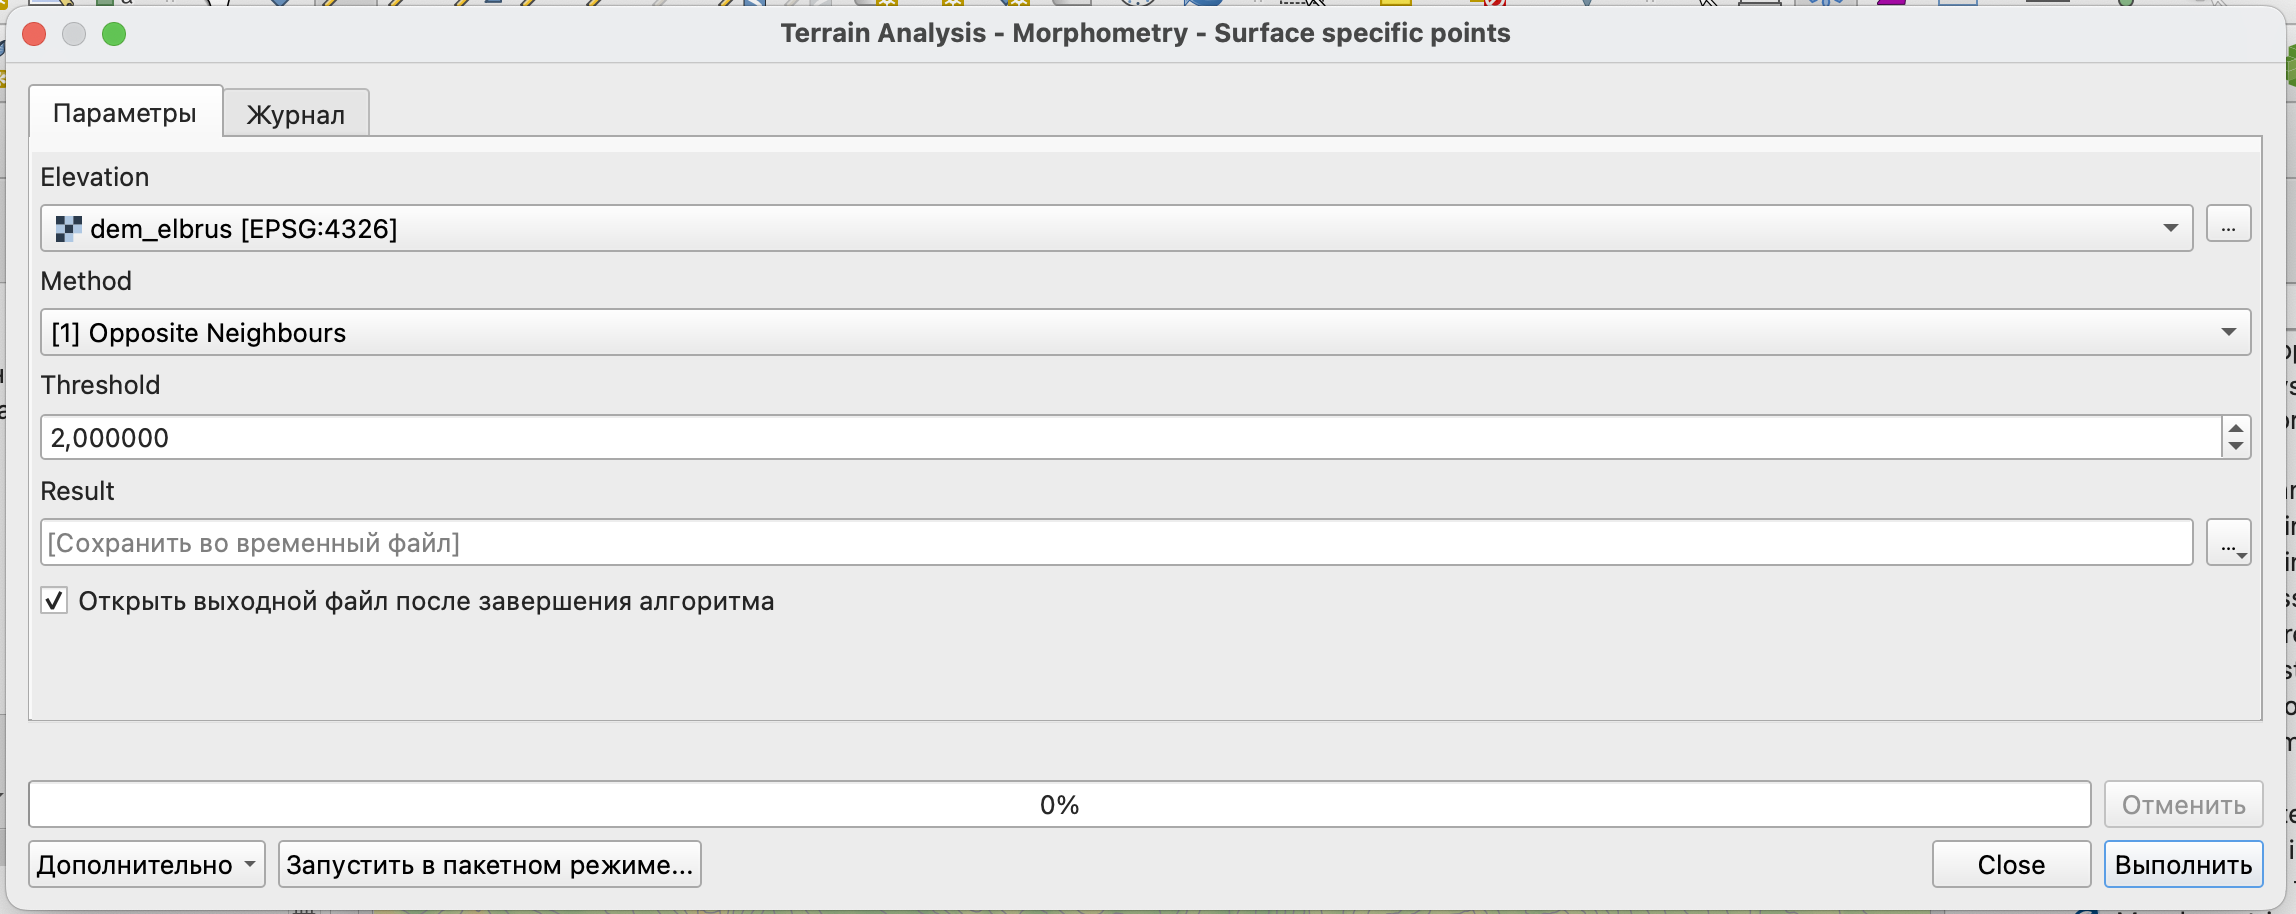 Terrain Analysis - Morphometry - Surface specific points
Параметры
Журнал
Elevation
dem_elbrus [EPSG:4326]
...
Method
[1] Opposite Neighbours
Threshold
2,000000
Result
[Сохранить во временный файл]
...
Открыть выходной файл после завершения алгоритма
0%
Отменить
Дополнительно
Запустить в пакетном режиме...
Close
Выполнить